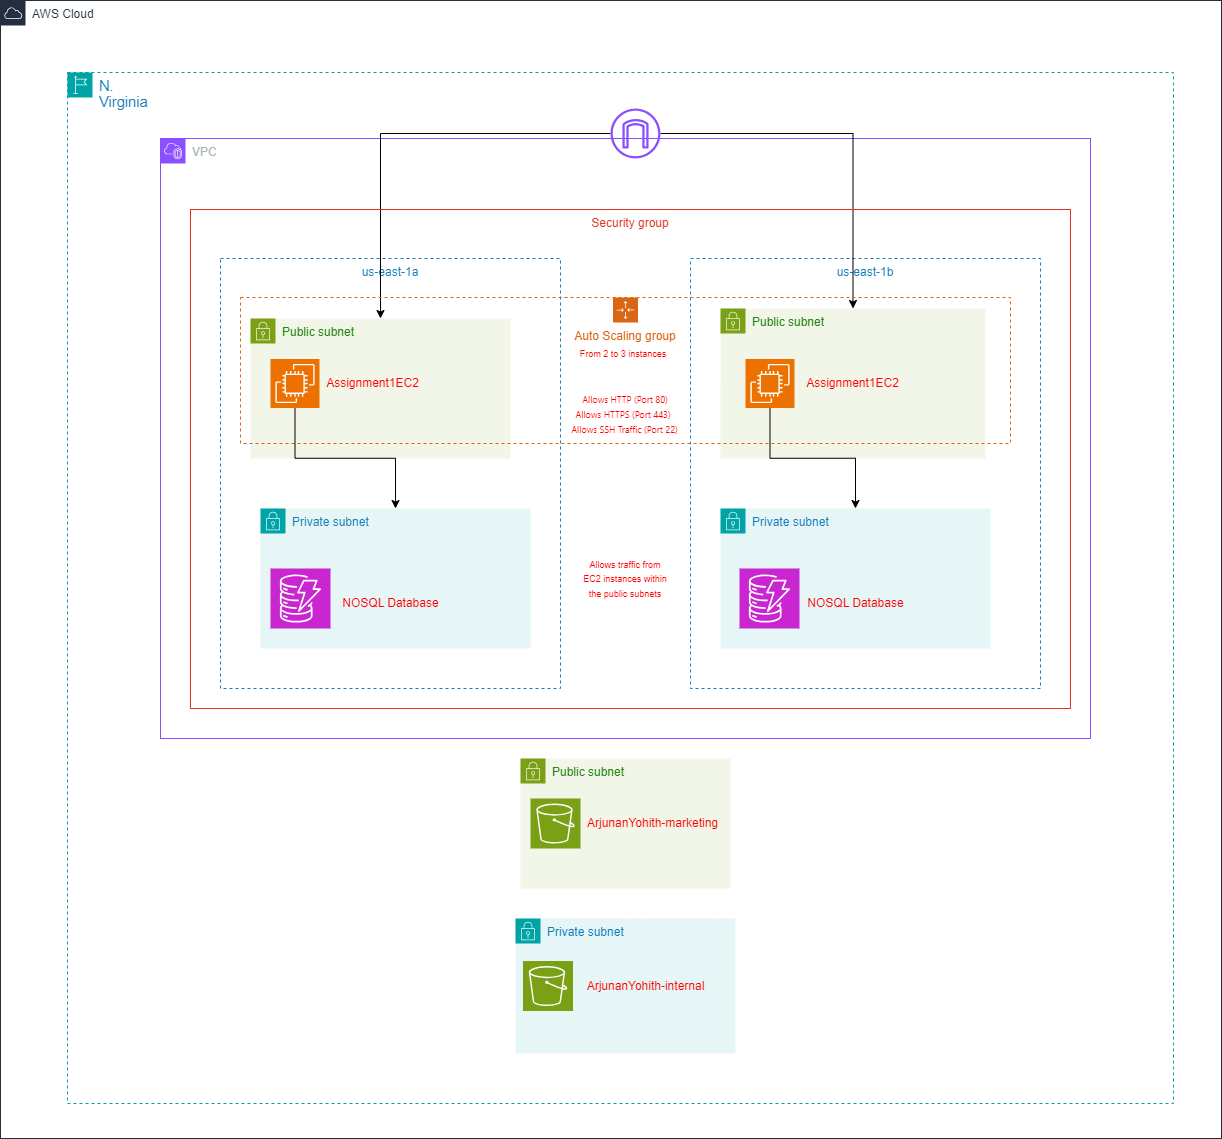 AWS Cloud
N.
Virginia
VPC
Security group
us-east-1a
us-east-1b
Public subnet
Assignment1EC2
Auto Scaling group
From 2 to 3 instances
Allows HTTP (Port 80)
Allows HTTPS (Port 443)
Allows SSH Traffic (Port 22)
Public subnet
Assignment1EC2
Private subnet
NOSQL Database
Allows traffic from
EC2 instances within
the public subnets
Private subnet
NOSQL Database
Public subnet
ArjunanYohith-marketing
Private subnet
ArjunanYohith-internal